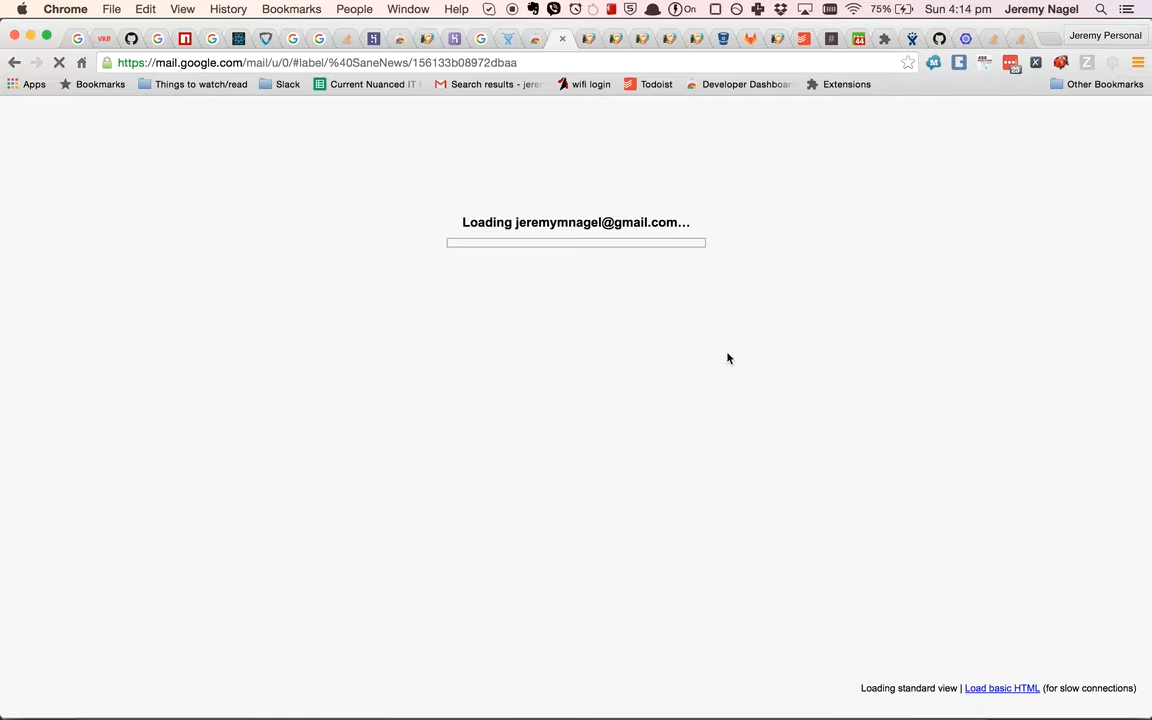 Chrome File Edit View History Bookmarks People Window Help On 75% Sun 4:14 pm Jeremy Nagel
Jeremy Personal
https://mail.google.com/mail/u/0/#label/%40SaneNews/156133b08972dbaa
Apps Bookmarks Things to watch/read Slack Current Nuanced IT Search results - jerer wifi login Todoist Developer Dashboar Extensions Other Bookmarks
Loading jeremymnagel@gmail.com…
Loading standard view | Load basic HTML (for slow connections)